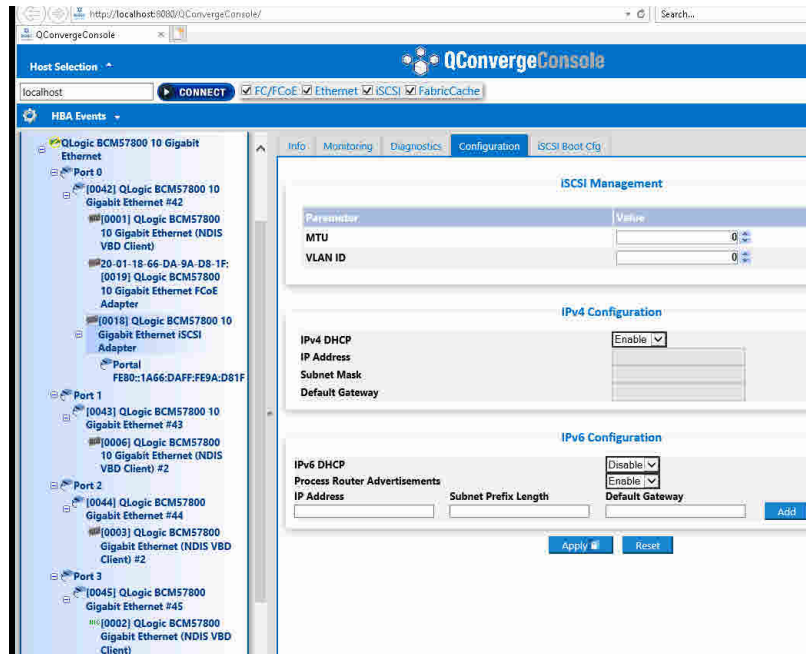 http://localhost:8080/QConvergeConsole/
Search...
QConvergeConsole
Host Selection
QConvergeConsole
localhost
CONNECT
FC/FCoE Ethernet iSCSI FabricCache
HBA Events
QLogic BCM57800 10 Gigabit
Ethernet
Port 0
[0042] QLogic BCM57800 10
Gigabit Ethernet #42
[0001] QLogic BCM57800
10 Gigabit Ethernet (NDIS
VBD Client)
20-01-18-66-DA-9A-D8-1F:
[0019] QLogic BCM57800
10 Gigabit Ethernet FCoE
Adapter
[0018] QLogic BCM57800 10
Gigabit Ethernet iSCSI
Adapter
Portal
FE80::1A66:DAFF:FE9A:D81F
Port 1
[0043] QLogic BCM57800 10
Gigabit Ethernet #43
[0006] QLogic BCM57800
10 Gigabit Ethernet (NDIS
VBD Client) #2
Port 2
[0044] QLogic BCM57800
Gigabit Ethernet #44
[0003] QLogic BCM57800
Gigabit Ethernet (NDIS VBD
Client) #2
Port 3
[0045] QLogic BCM57800
Gigabit Ethernet #45
[0002] QLogic BCM57800
Gigabit Ethernet (NDIS VBD
Client)
Info Monitoring Diagnostics Configuration iSCSI Boot Cfg
iSCSI Management
Parameter Value
MTU 0
VLAN ID 0
IPv4 Configuration
IPv4 DHCP Enable
IP Address
Subnet Mask
Default Gateway
IPv6 Configuration
IPv6 DHCP Disable
Process Router Advertisements Enable
IP Address Subnet Prefix Length Default Gateway
Add
Apply Reset